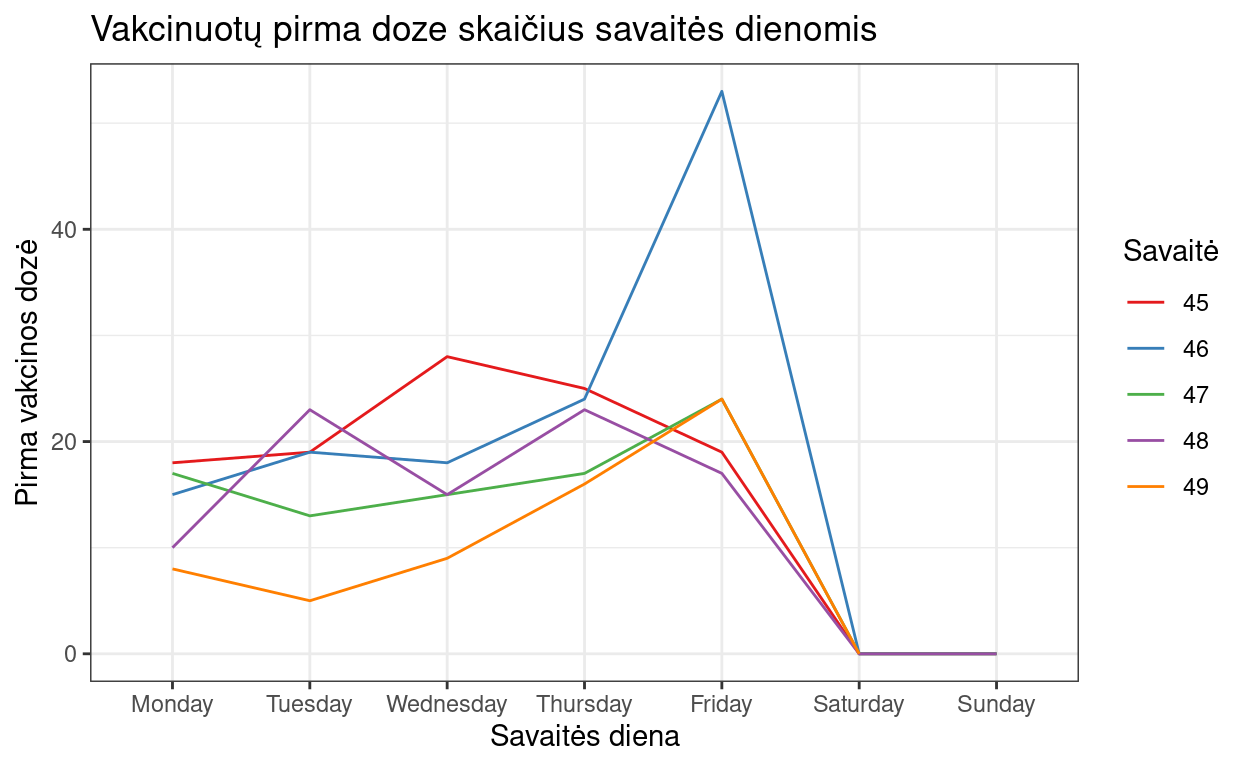 Vakcinuotų pirma doze skaičius savaitės dienomis
Pirma vakcinos dozė
40
20
0
Monday Tuesday Wednesday Thursday Friday Saturday Sunday
Savaitės diena
Savaitė
45
46
47
48
49